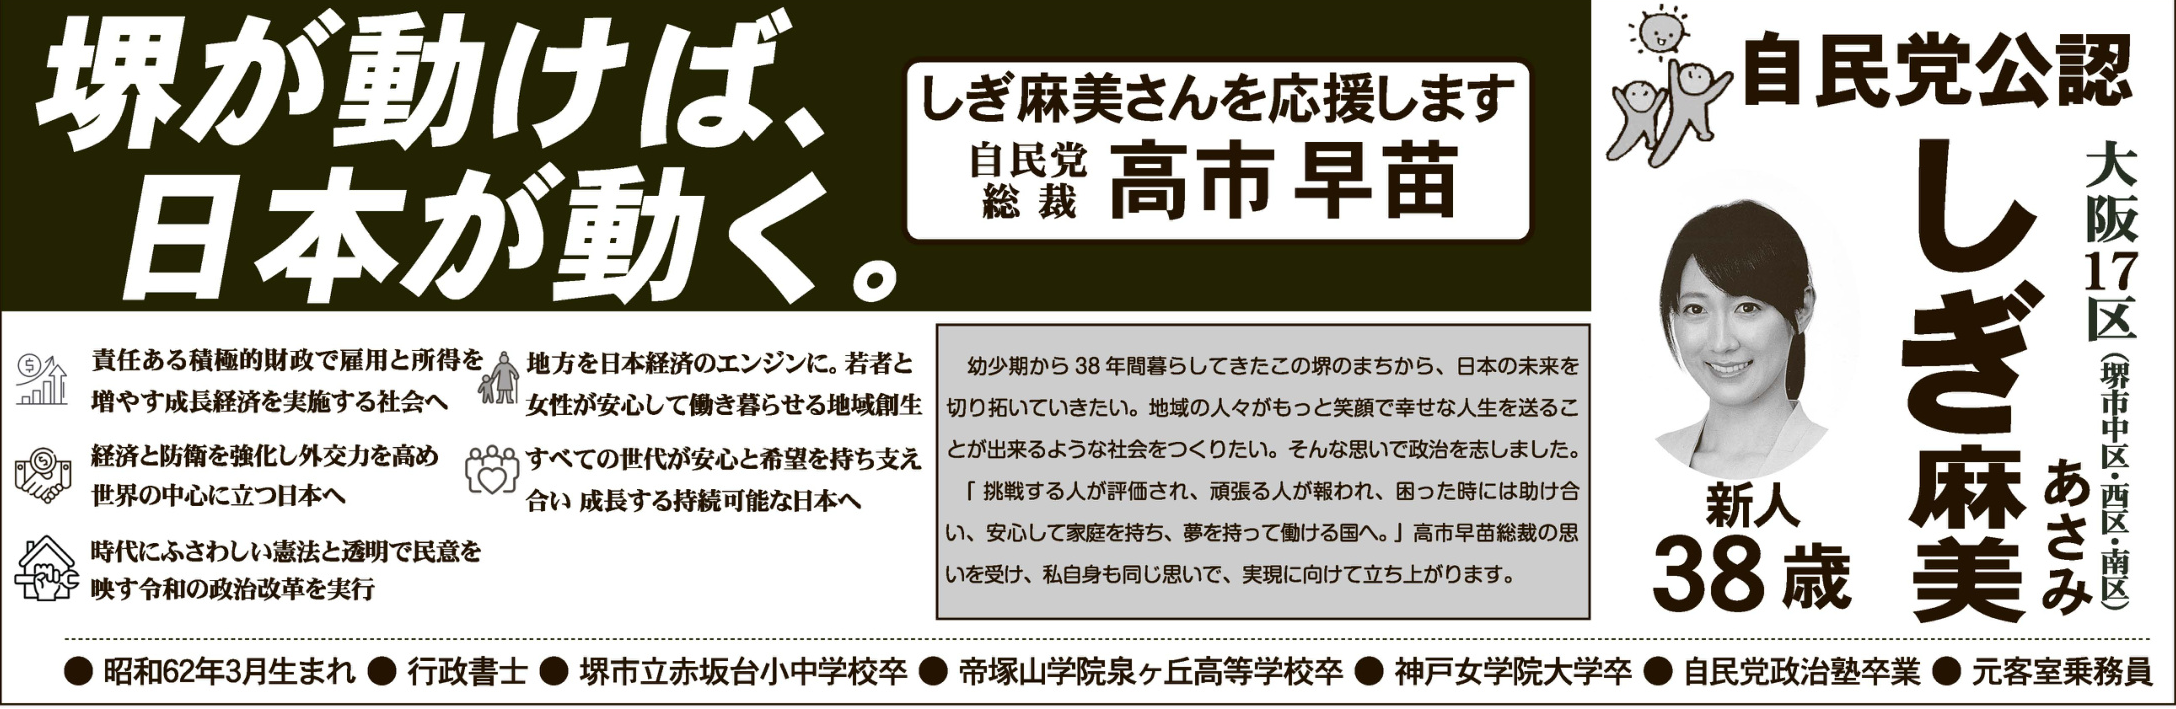 堺が動けば、
日本が動く。
しぎ麻美さんを応援します
自民党
総裁
高市早苗
自民党公認
大阪17区(堺市中区・西区・南区)
しぎ麻美
あさみ
新人
38歳
責任ある積極的財政で雇用と所得を
増やす成長経済を実施する社会へ
経済と防衛を強化し外交力を高め
世界の中心に立つ日本へ
時代にふさわしい憲法と透明で民意を
映す令和の政治改革を実行
地方を日本経済のエンジンに。若者と
女性が安心して働き暮らせる地域創生
すべての世代が安心と希望を持ち支え
合い 成長する持続可能な日本へ
幼少期から38年間暮らしてきたこの堺のまちから、日本の未来を
切り拓いていきたい。地域の人々がもっと笑顔で幸せな人生を送るこ
とが出来るような社会をつくりたい。そんな思いで政治を志しました。
「挑戦する人が評価され、頑張る人が報われ、困った時には助け合
い、安心して家庭を持ち、夢を持って働ける国へ。」高市早苗総裁の思
いを受け、私自身も同じ思いで、実現に向けて立ち上がります。
● 昭和62年3月生まれ ● 行政書士 ● 堺市立赤坂台小中学校卒 ● 帝塚山学院泉ヶ丘高等学校卒 ● 神戸女学院大学卒 ● 自民党政治塾卒業 ● 元客室乗務員